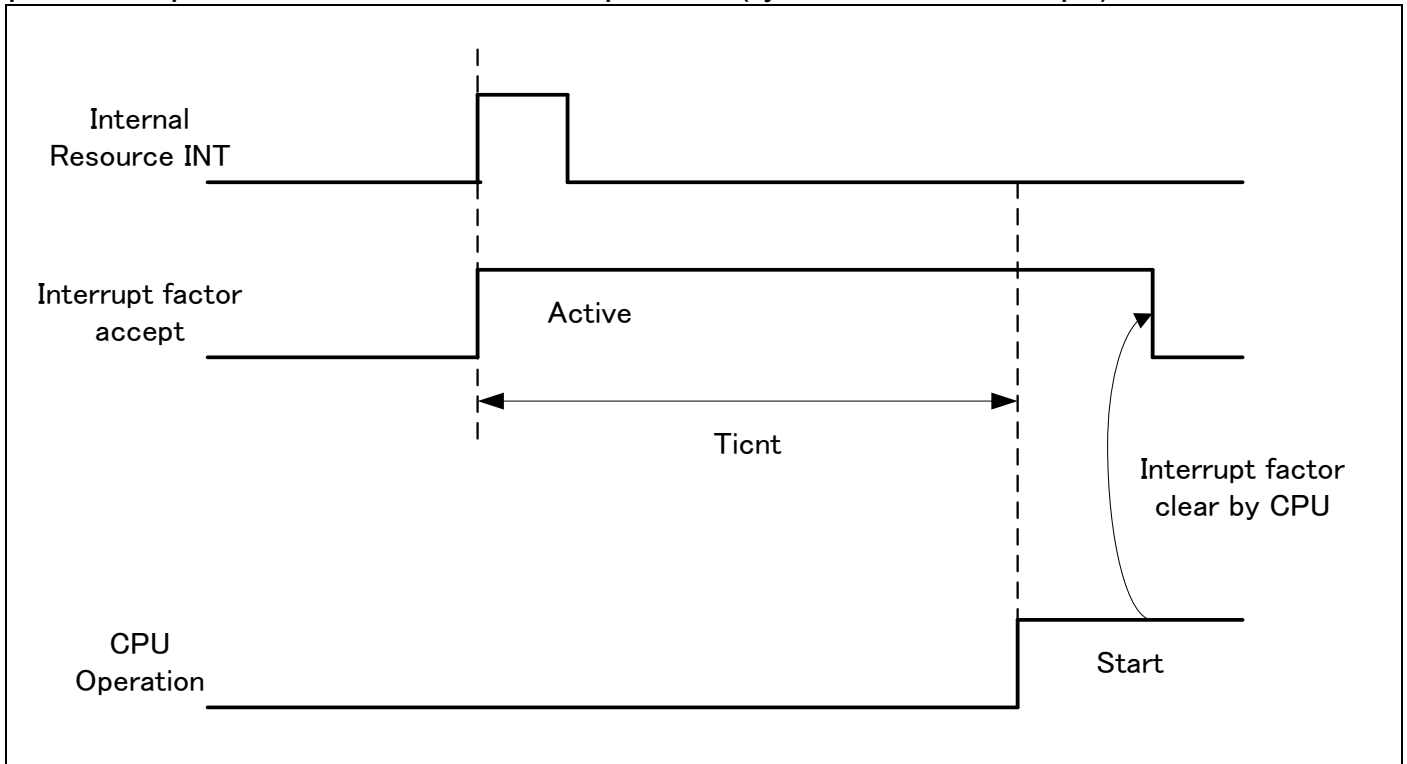 Internal
Resource INT
Interrupt factor
accept
Active
Ticnt
Interrupt factor
clear by CPU
CPU
Operation
Start